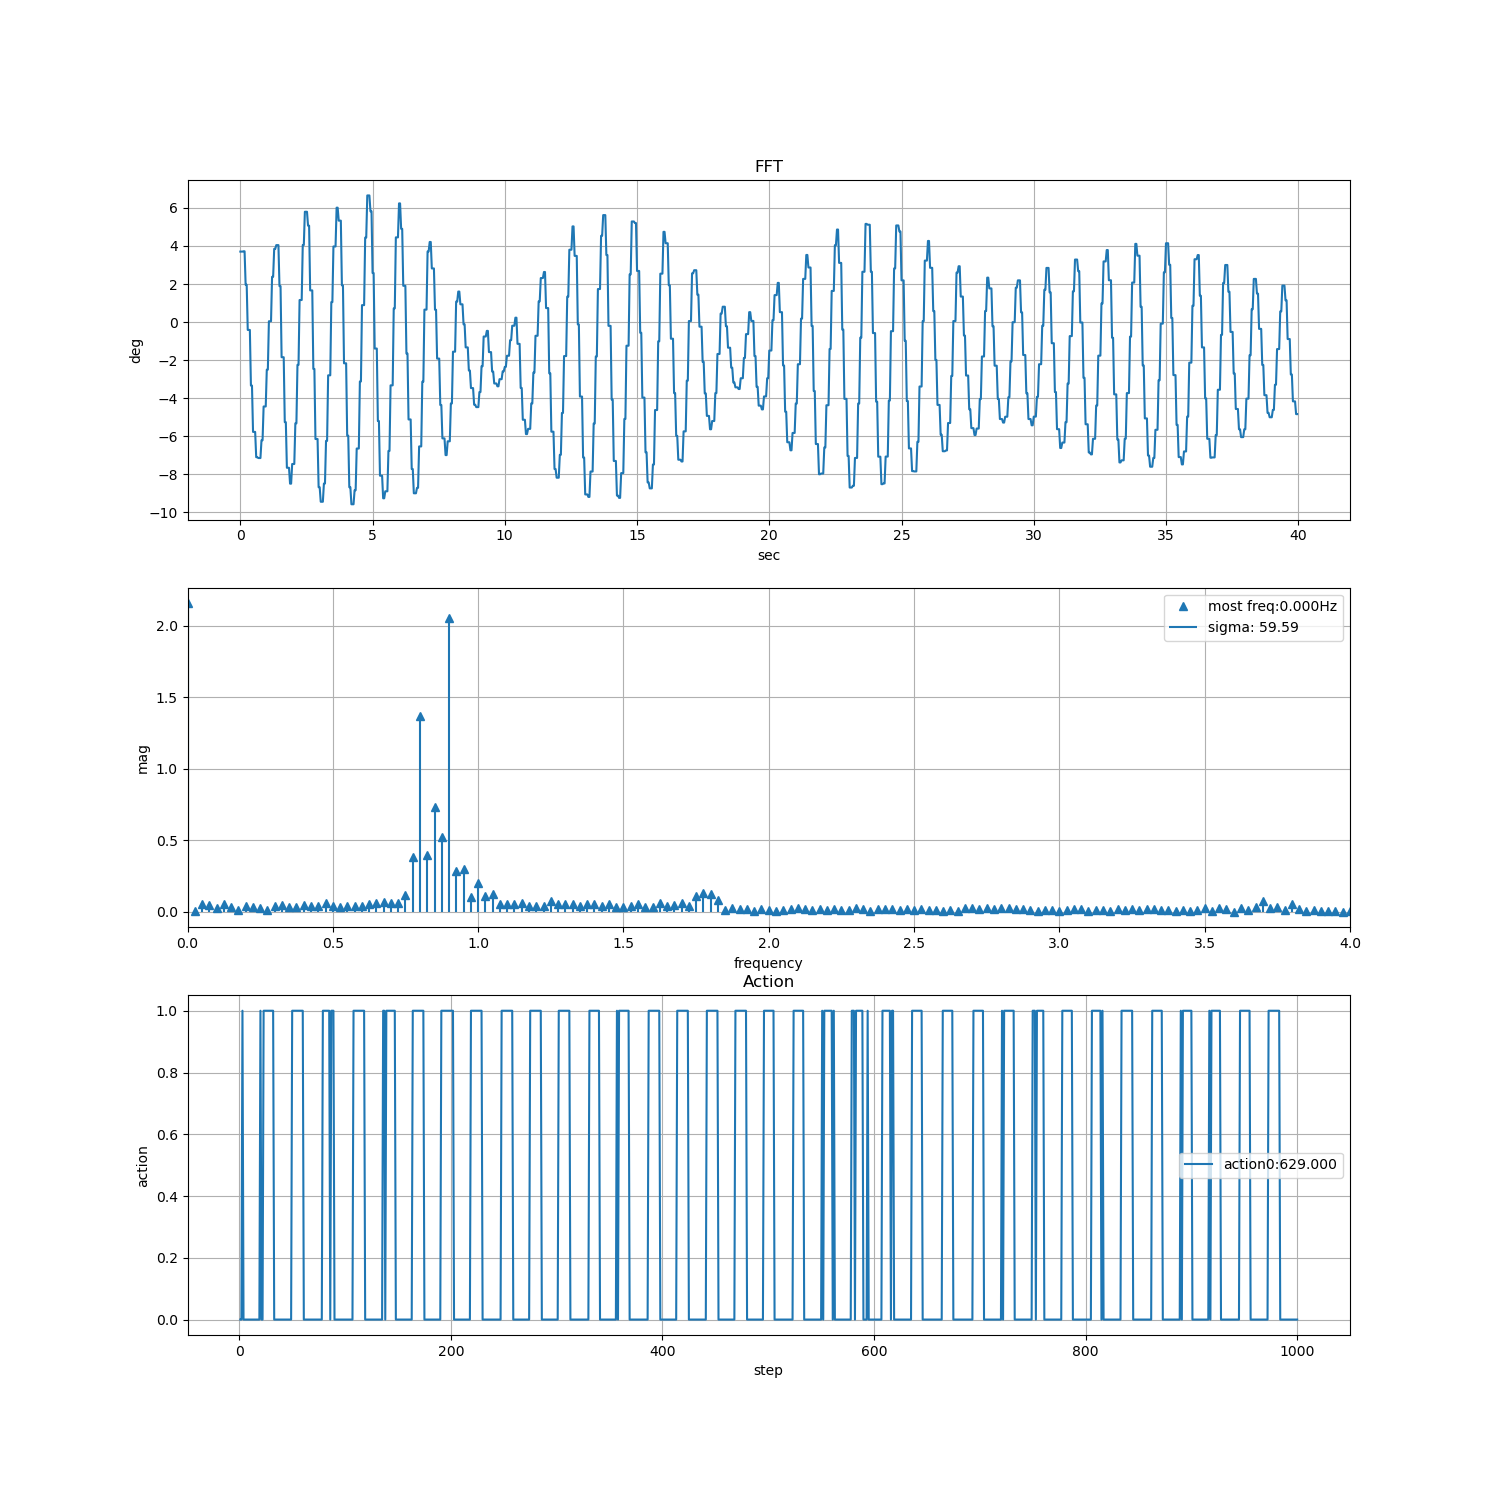 FFT
6
4
2
0
−2
−4
−6
−8
−10
deg
0 5 10 15 20 25 30 35 40
sec
2.0
1.5
1.0
0.5
0.0
mag
most freq:0.000Hz
sigma: 59.59
0.0 0.5 1.0 1.5 2.0 2.5 3.0 3.5 4.0
frequency
Action
1.0
0.8
0.6
0.4
0.2
0.0
action
action0:629.000
0 200 400 600 800 1000
step